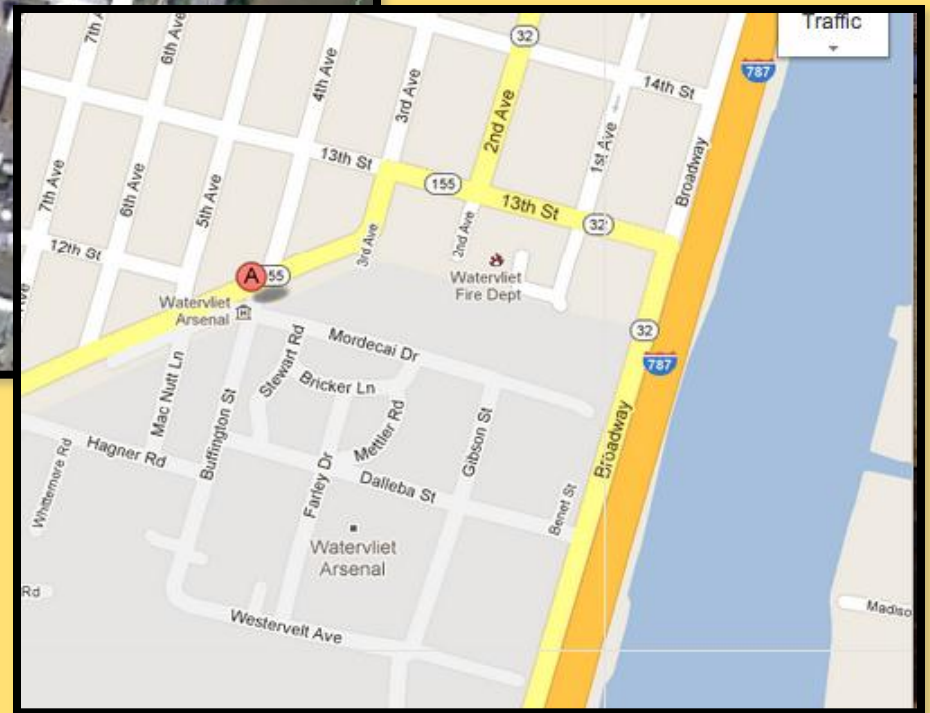 Traffic
32
787
7th A
6th Ave
4th Ave
3rd Ave
2nd Ave
14th St
1st Ave
Broadway
13th St
155
13th St
32
7th Ave
6th Ave
5th Ave
3rd Ave
2nd Ave
12th St
Watervliet
Fire Dept
A
55
Watervliet
Arsenal
H
32
787
Mordecai Dr
Stewart Rd
Bricker Ln
Mac Nutt Ln
Buffington St
Mettler Rd
Gibson St
Broadway
Hagner Rd
Whittemore Rd
Farley Dr
Dalleba St
Benet St
Watervliet
Arsenal
Rd
Madiso
Westervelt Ave